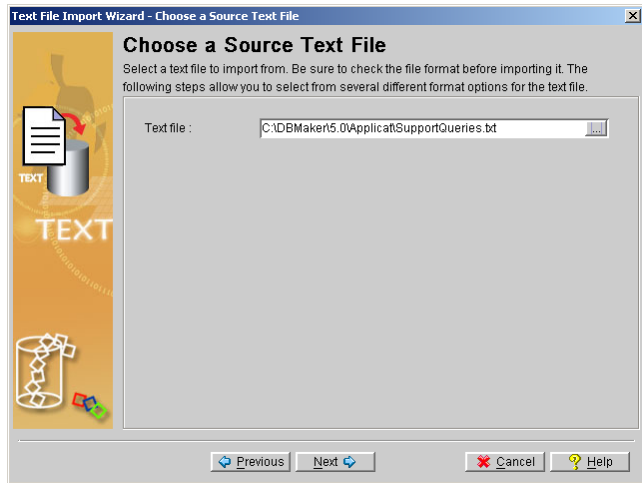 Text File Import Wizard - Choose a Source Text File
Choose a Source Text File
Select a text file to import from. Be sure to check the file format before importing it. The
following steps allow you to select from several different format options for the text file.
Text file :
C:\DBMaker\5.0\Applicat\SupportQueries.txt
...
TEXT
TEXT
Previous
Next
Cancel
Help